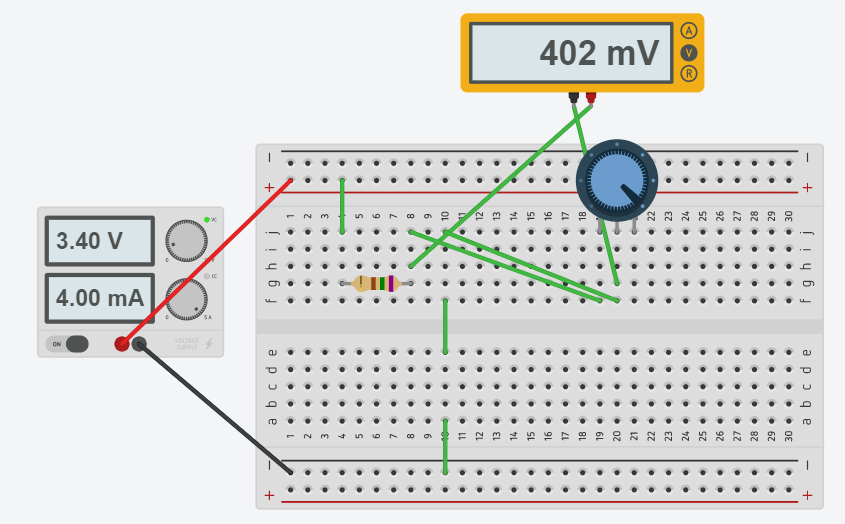 402 mV
A
V
R
3.40 V
4.00 mA
ON
VOLTAGE
SUPPLY
5 A
− −
+ +
1 2 3 4 5 6 7 8 9 10 11 12 13 14 15 16 17 18 19 20 21 22 23 24 25 26 27 28 29 30
j j
i i
h h
g g
f f
e e
d d
c c
b b
a a
1 2 3 4 5 6 7 8 9 10 11 12 13 14 15 16 17 18 19 20 21 22 23 24 25 26 27 28 29 30
− −
+ +